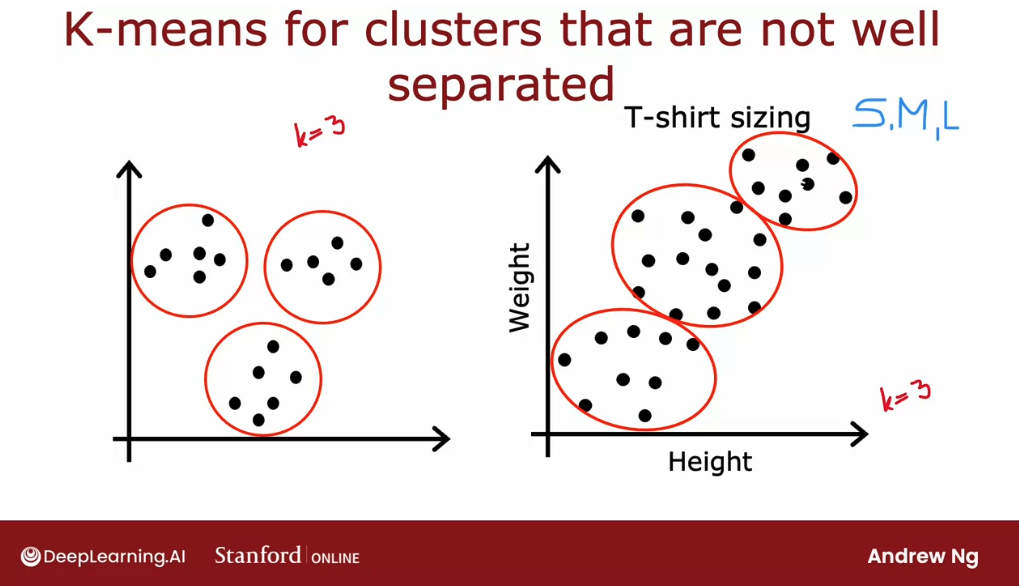 K-means for clusters that are not well
separated
T-shirt sizing
S,M,L
k=3
Weight
Height
k=3
DeepLearning.AI
Stanford ONLINE
Andrew Ng